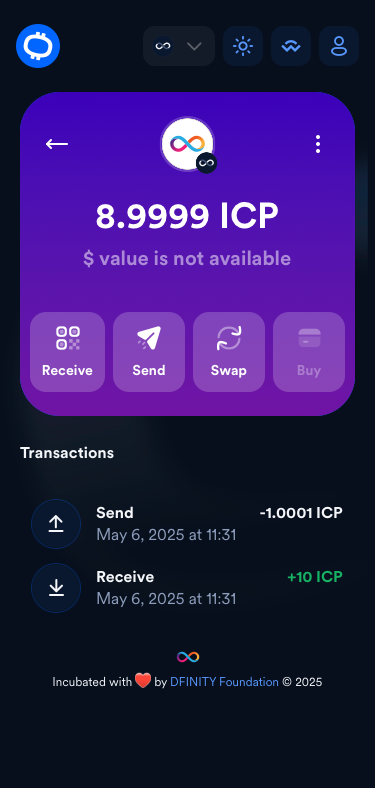 8.9999 ICP
$ value is not available
Receive Send Swap Buy
Transactions
Send -1.0001 ICP
May 6, 2025 at 11:31
Receive +10 ICP
May 6, 2025 at 11:31
Incubated with ❤️ by DFINITY Foundation © 2025